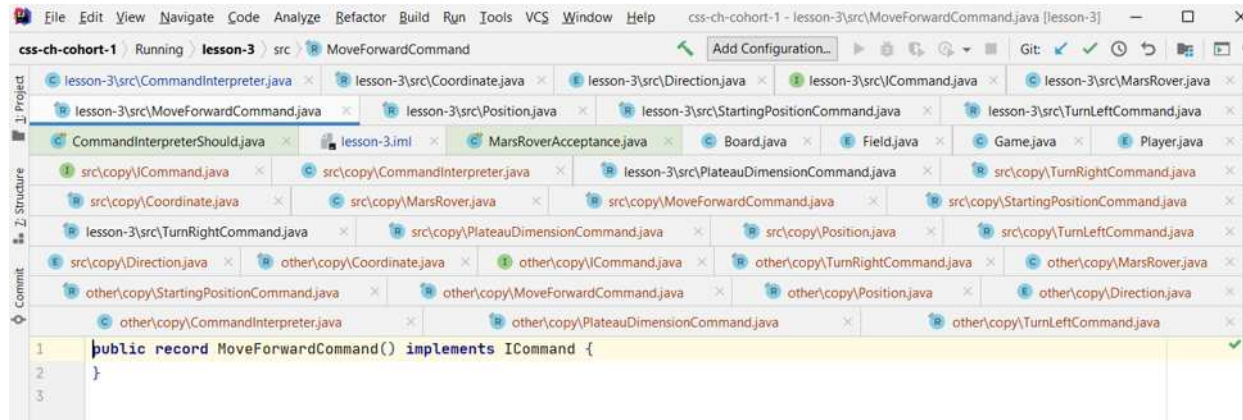 File Edit View Navigate Code Analyze Refactor Build Run Tools VCS Window Help css-ch-cohort-1 - lesson-3\src\MoveForwardCommand.java [lesson-3]
css-ch-cohort-1 Running lesson-3 src MoveForwardCommand Add Configuration... Git:
lesson-3\src\CommandInterpreter.java lesson-3\src\Coordinate.java lesson-3\src\Direction.java lesson-3\src\ICommand.java lesson-3\src\MarsRover.java
lesson-3\src\MoveForwardCommand.java lesson-3\src\Position.java lesson-3\src\StartingPositionCommand.java lesson-3\src\TurnLeftCommand.java
CommandInterpreterShould.java lesson-3.iml MarsRoverAcceptance.java Board.java Field.java Game.java Player.java
src\copy\ICommand.java src\copy\CommandInterpreter.java lesson-3\src\PlateauDimensionCommand.java src\copy\TurnRightCommand.java
src\copy\Coordinate.java src\copy\MarsRover.java src\copy\MoveForwardCommand.java src\copy\StartingPositionCommand.java
lesson-3\src\TurnRightCommand.java src\copy\PlateauDimensionCommand.java src\copy\Position.java src\copy\TurnLeftCommand.java
src\copy\Direction.java other\copy\Coordinate.java other\copy\ICommand.java other\copy\TurnRightCommand.java other\copy\MarsRover.java
other\copy\StartingPositionCommand.java other\copy\MoveForwardCommand.java other\copy\Position.java other\copy\Direction.java
other\copy\CommandInterpreter.java other\copy\PlateauDimensionCommand.java other\copy\TurnLeftCommand.java
1: Project
Z: Structure
Commit
1 public record MoveForwardCommand() implements ICommand {
2 }
3